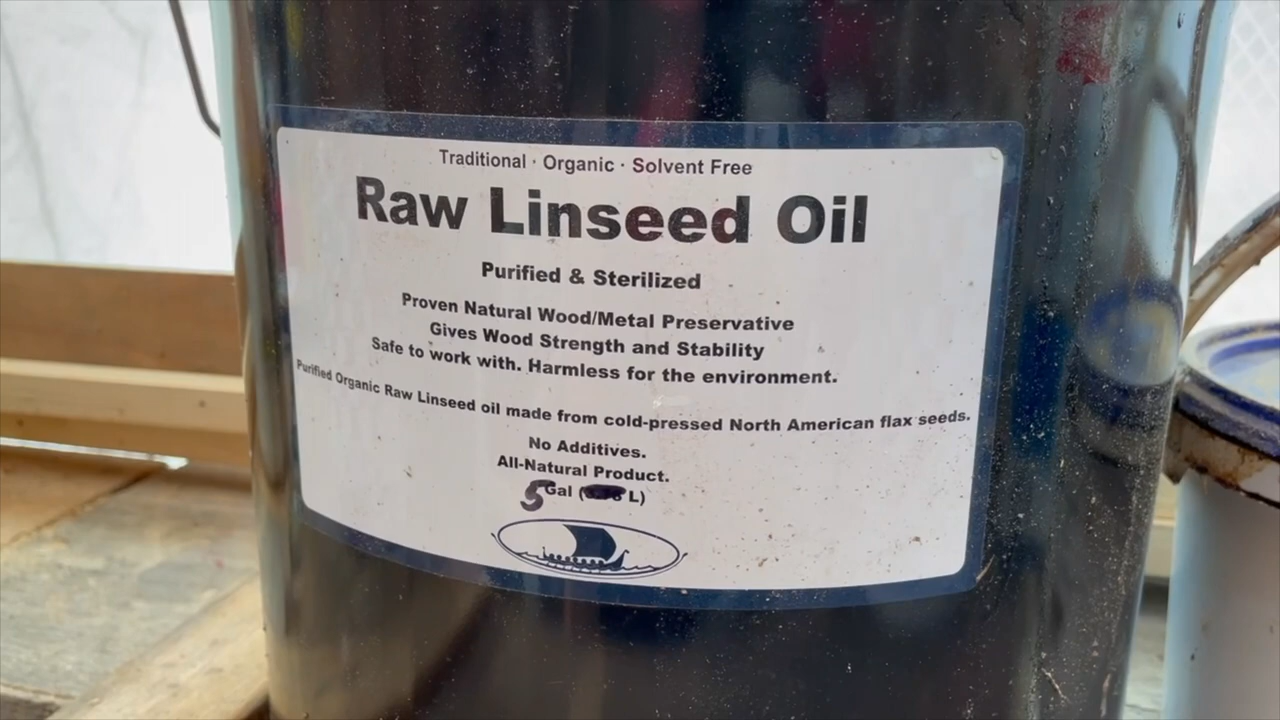 Traditional · Organic · Solvent Free
Raw Linseed Oil
Purified & Sterilized
Proven Natural Wood/Metal Preservative
Gives Wood Strength and Stability
Safe to work with. Harmless for the environment.
Purified Organic Raw Linseed oil made from cold-pressed North American flax seeds.
No Additives.
All-Natural Product.
5 Gal ( L)